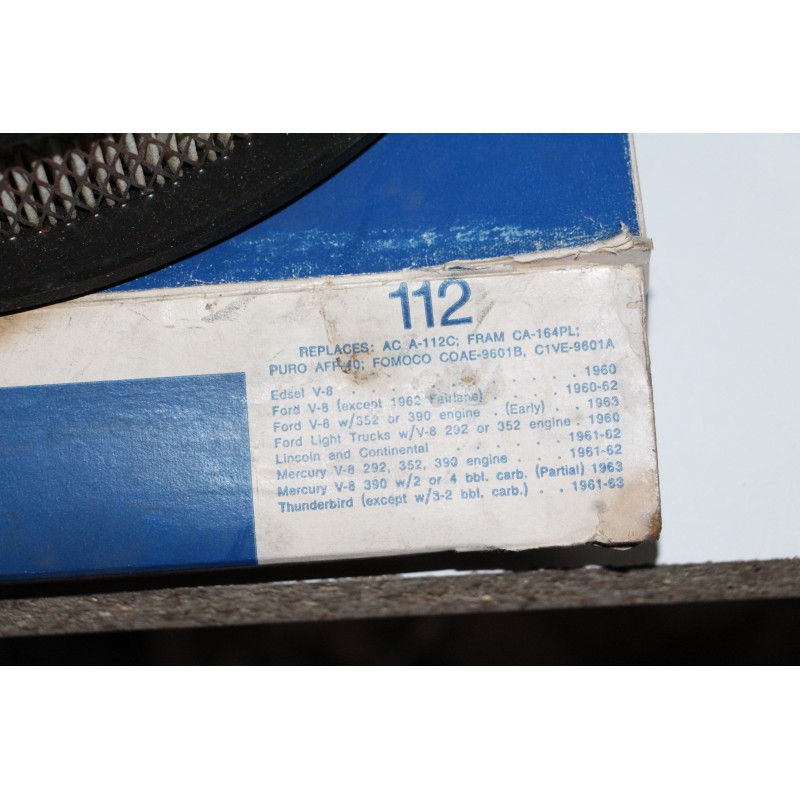 112
REPLACES: AC A-112C; FRAM CA-164PL;
PURO AFP-40; FOMOCO COAE-9601B, C1VE-9601A
Edsel V-8 . . . . . . . . . . . 1960
Ford V-8 (except 1962 Fairlane) . . . . 1960-62
Ford V-8 w/352 or 390 engine . (Early) . . 1963
Ford Light Trucks w/V-8 292 or 352 engine . 1960
Lincoln and Continental . . . . . . 1961-62
Mercury V-8 292, 352, 390 engine . . . . 1961-62
Mercury V-8 390 w/2 or 4 bbl. carb. (Partial) 1963
Thunderbird (except w/3-2 bbl. carb.) . . 1961-63